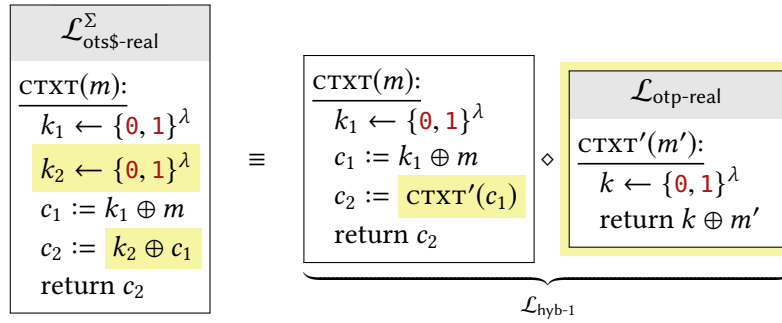 𝓛^Σ_ots$-real
CTXT(m):
k₁ ← {0, 1}^λ
k₂ ← {0, 1}^λ
c₁ := k₁ ⊕ m
c₂ := k₂ ⊕ c₁
return c₂
≡
CTXT(m):
k₁ ← {0, 1}^λ
c₁ := k₁ ⊕ m
c₂ := CTXT′(c₁)
return c₂
⋄
𝓛_otp-real
CTXT′(m′):
k ← {0, 1}^λ
return k ⊕ m′
𝓛_hyb-1